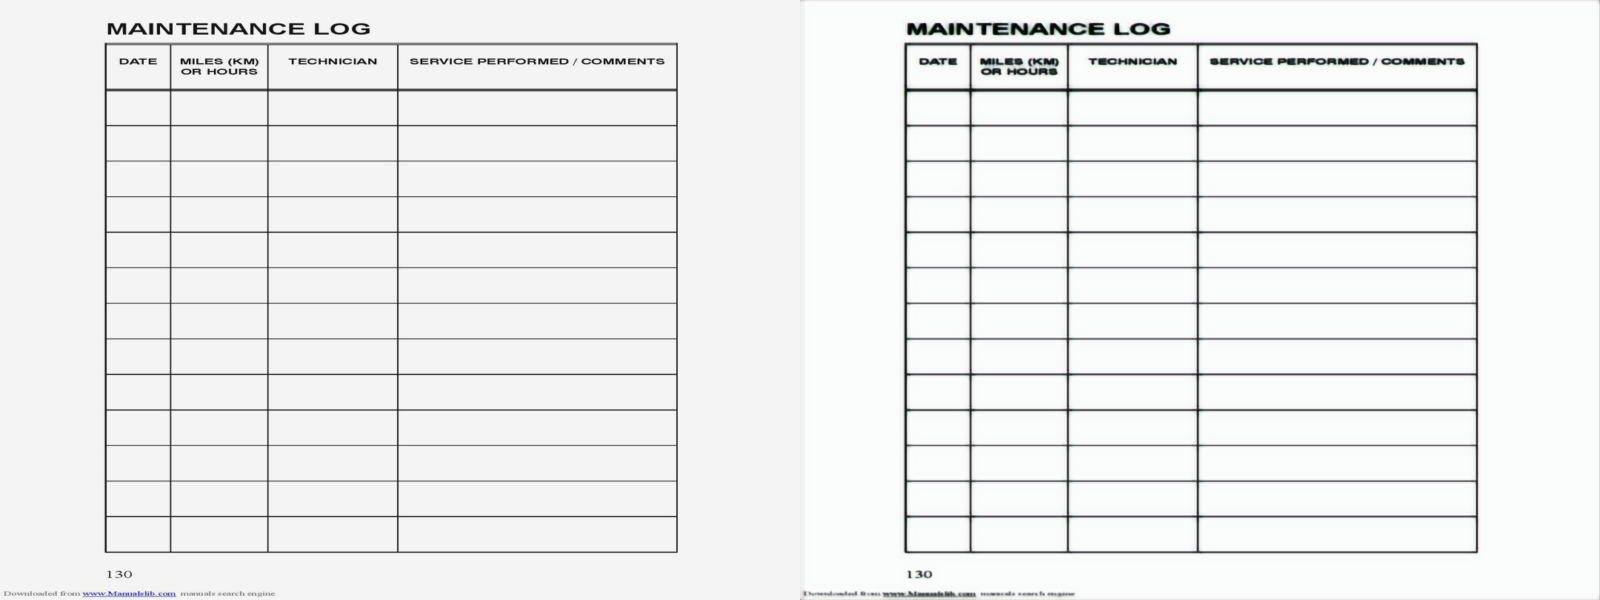 MAINTENANCE LOG
DATE
MILES (KM)
OR HOURS
TECHNICIAN
SERVICE PERFORMED / COMMENTS
130
Downloaded from www.Manualslib.com manuals search engine
MAINTENANCE LOG
DATE
MILES (KM)
OR HOURS
TECHNICIAN
SERVICE PERFORMED / COMMENTS
130
Downloaded from www.Manualslib.com manuals search engine